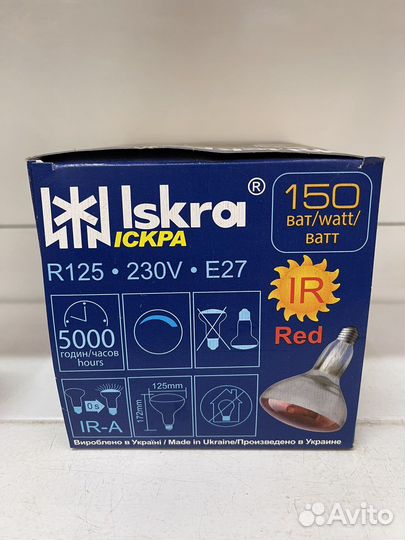 Iskra®
ІСКРА
150
ват/watt/
ватт
R125 • 230V • E27
IR
Red
5000
годин/часов
hours
125mm
172mm
0 s
IR-A
Вироблено в Україні / Made in Ukraine/Произведено в Украине
Avito